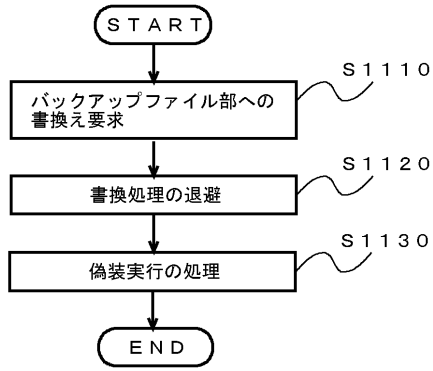 ＳＴＡＲＴ
Ｓ１１１０
バックアップファイル部への
書換え要求
Ｓ１１２０
書換処理の退避
Ｓ１１３０
偽装実行の処理
ＥＮＤ